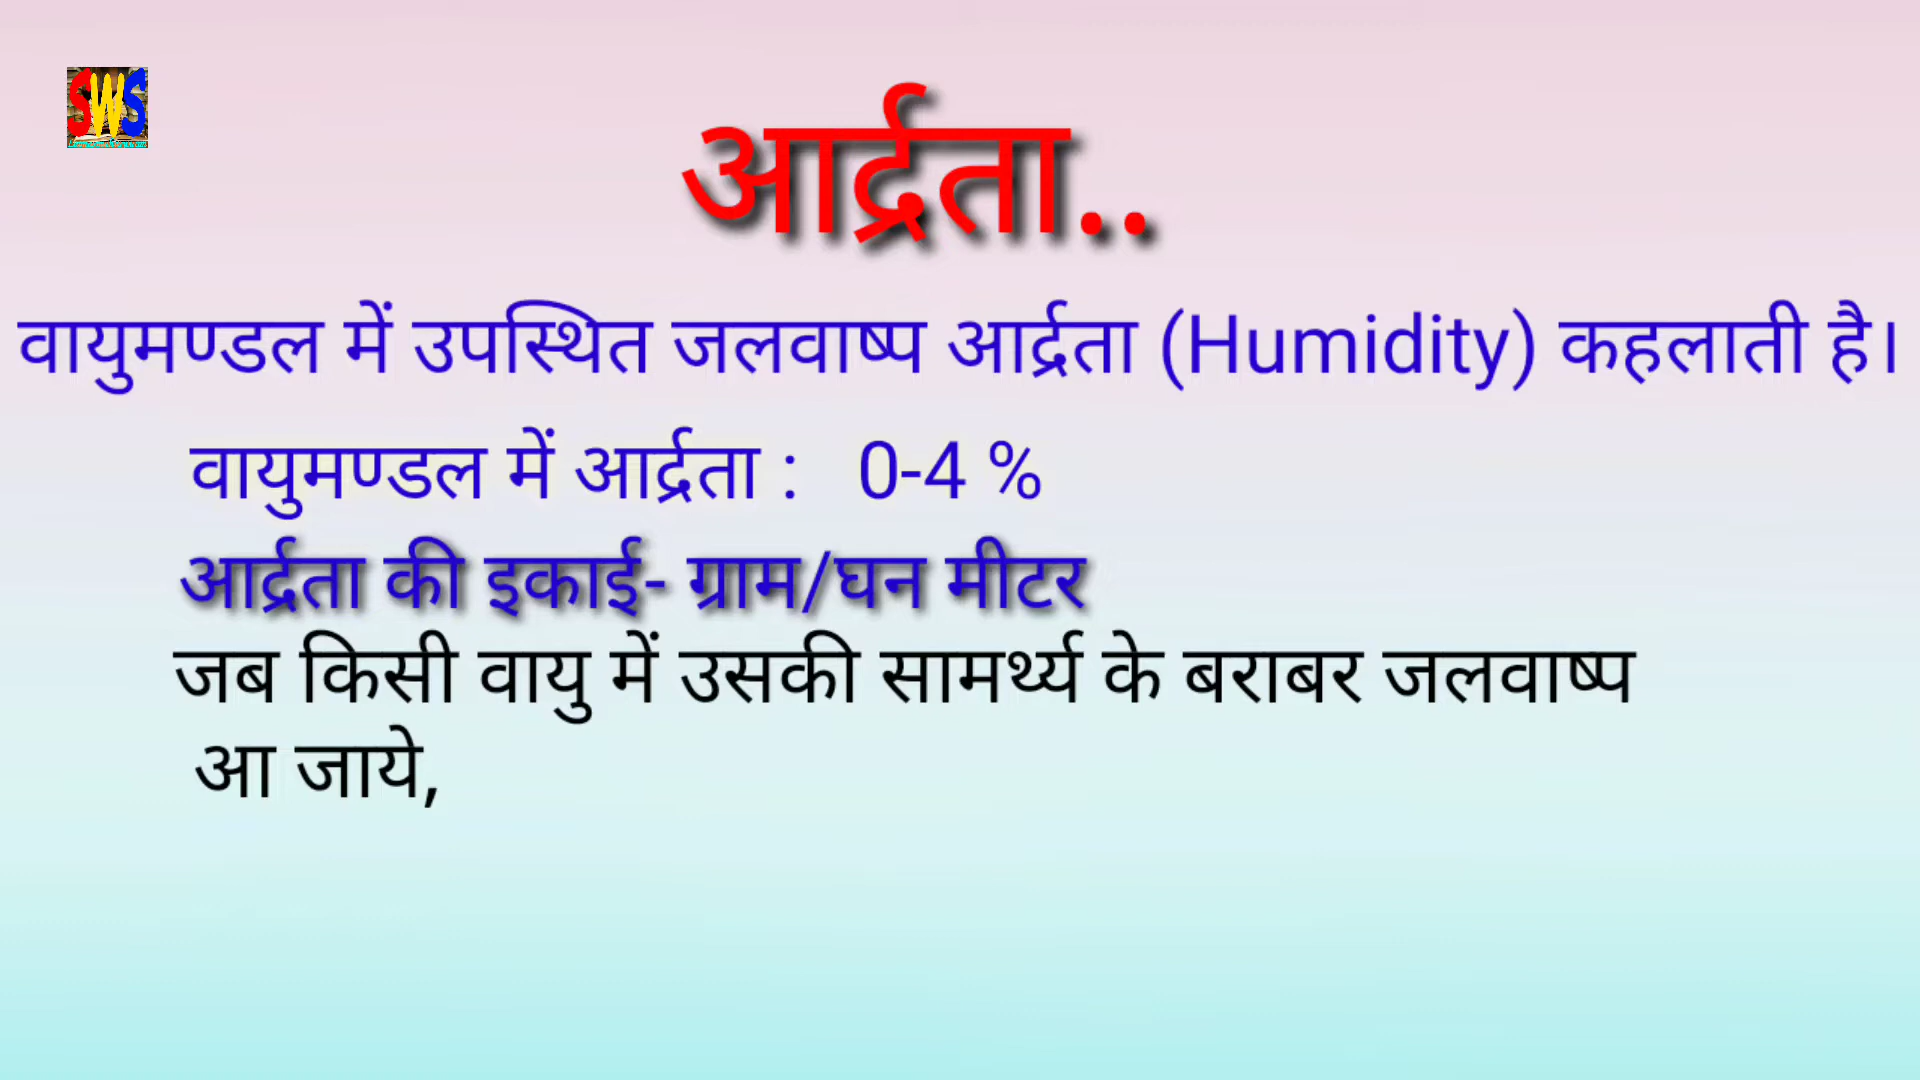 SWS
आर्द्रता..
वायुमण्डल में उपस्थित जलवाष्प आर्द्रता (Humidity) कहलाती है।
वायुमण्डल में आर्द्रता : 0-4 %
आर्द्रता की इकाई- ग्राम/घन मीटर
जब किसी वायु में उसकी सामर्थ्य के बराबर जलवाष्प
आ जाये,